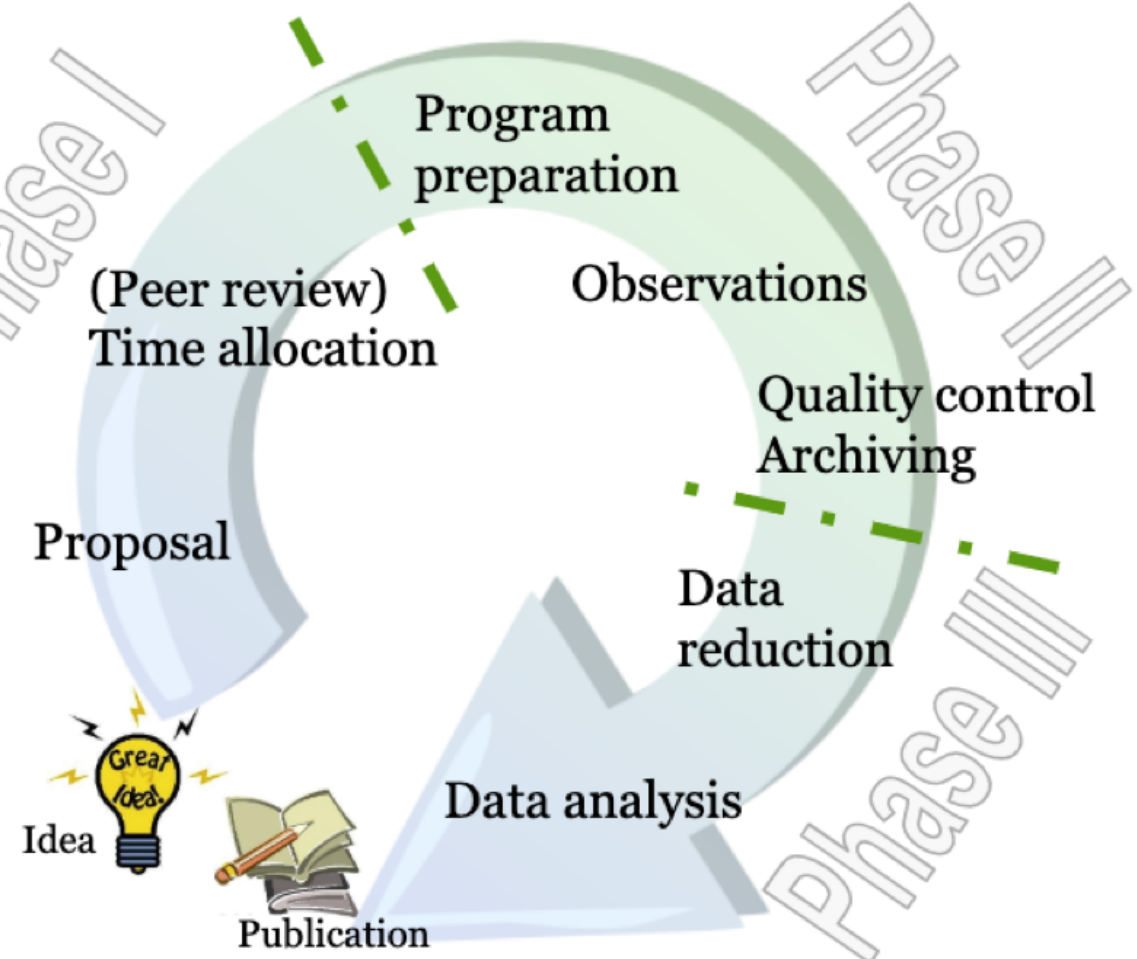 hase I
Phase II
Program
preparation
(Peer review)
Time allocation
Observations
Quality control
Archiving
Proposal
Data
reduction
Phase III
Data analysis
Great
Idea!
Idea
Publication